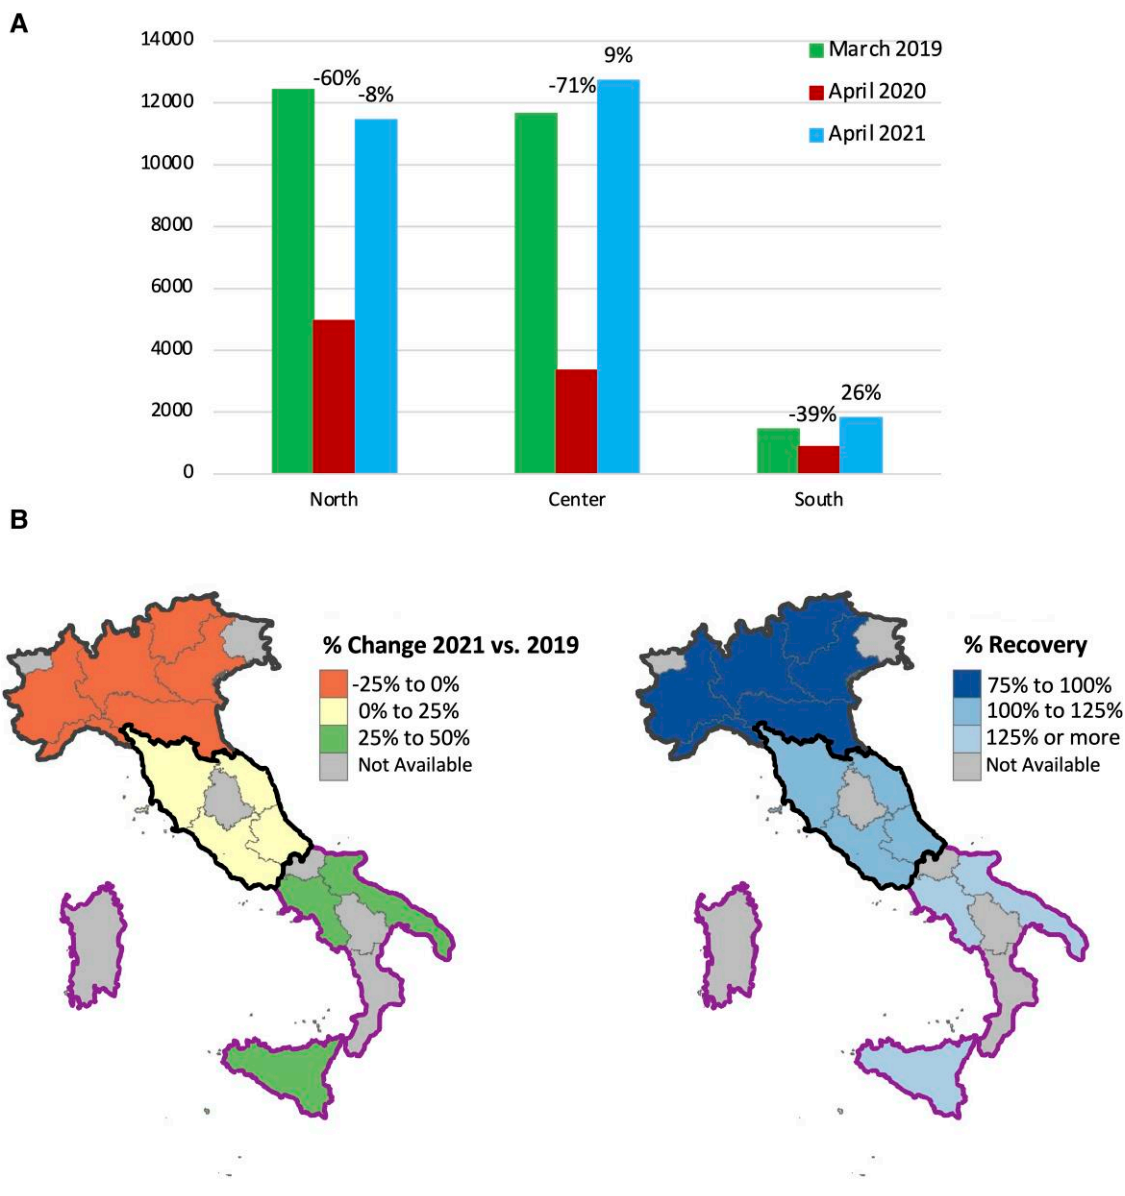 A
14000
12000
10000
8000
6000
4000
2000
0
-60%
-8%
-71%
9%
-39%
26%
March 2019
April 2020
April 2021
North
Center
South
B
% Change 2021 vs. 2019
-25% to 0%
0% to 25%
25% to 50%
Not Available
% Recovery
75% to 100%
100% to 125%
125% or more
Not Available